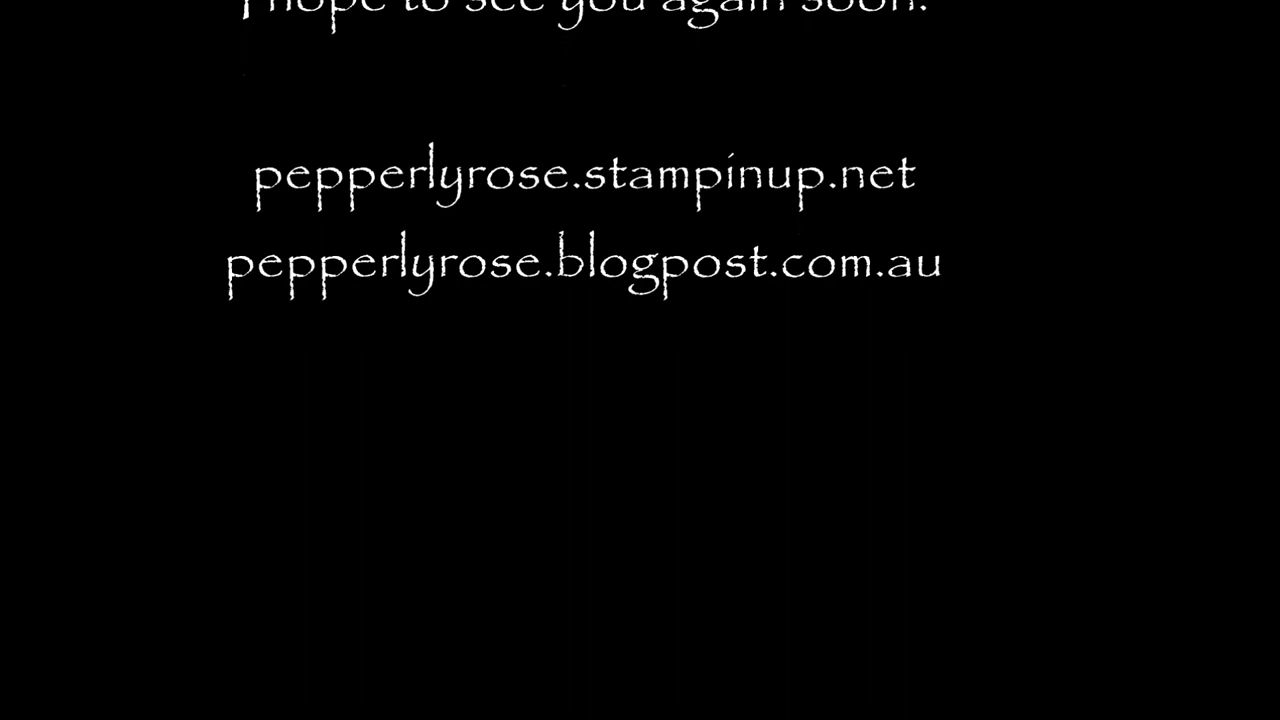 I hope to see you again soon.
pepperlyrose.stampinup.net
pepperlyrose.blogpost.com.au